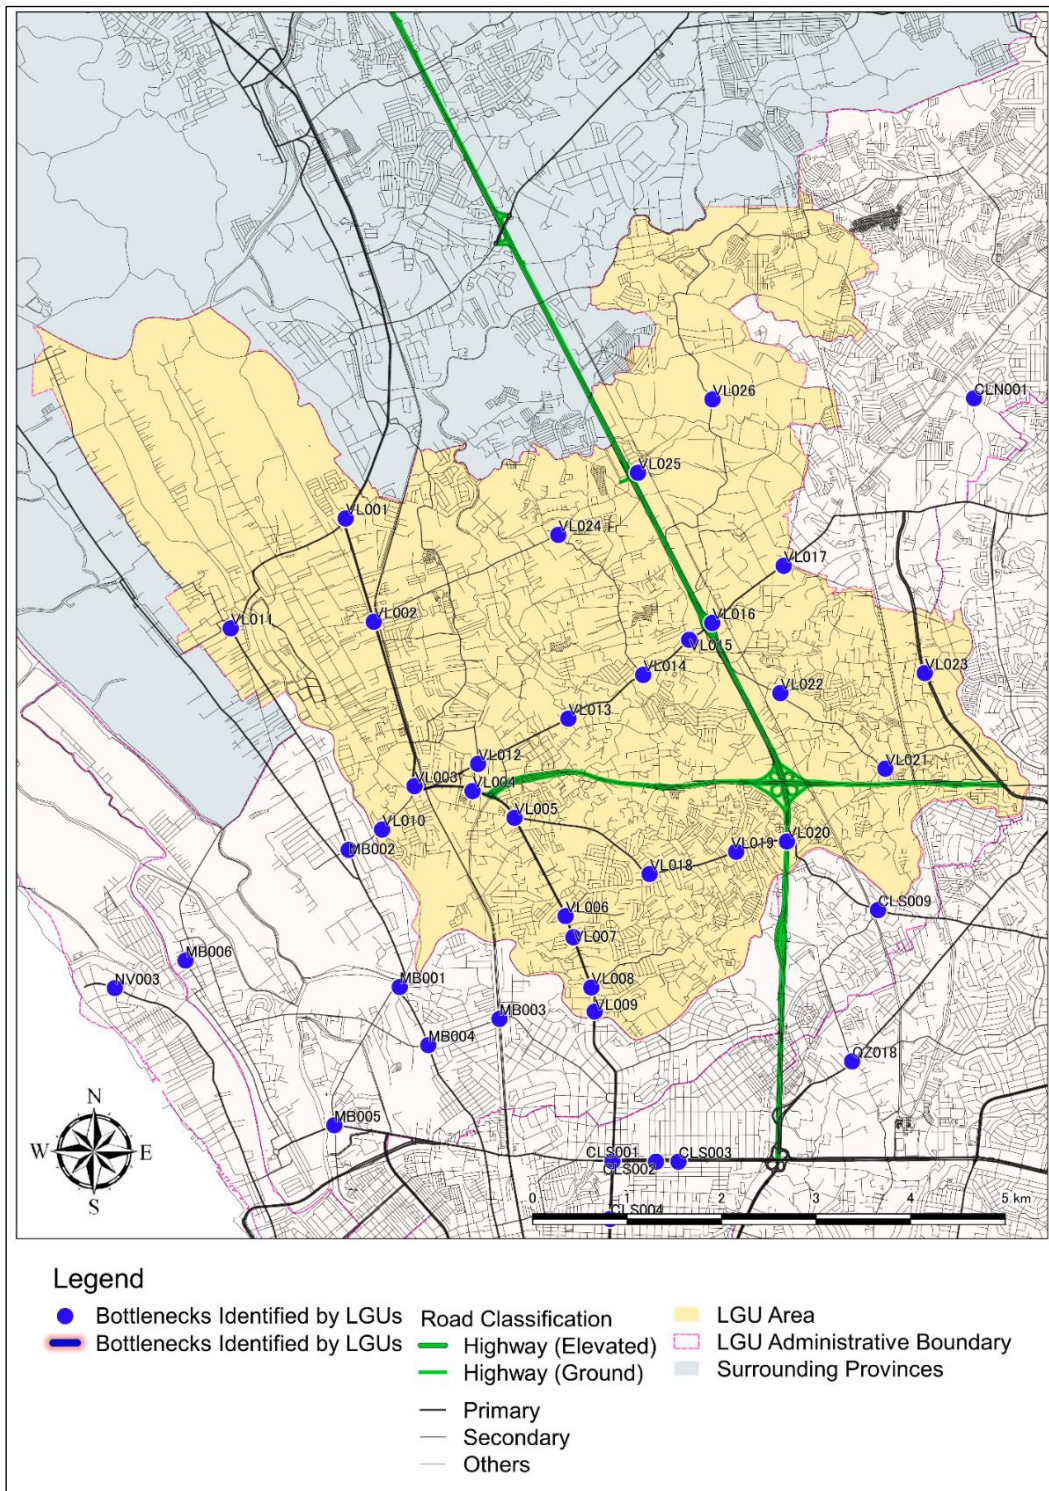 VL026
CLN001
VL025
VL001
VL024
VL017
VL011
VL002
VL016
VL015
VL014
VL023
VL022
VL013
VL012
VL021
VL003
VL004
VL005
VL010
VL020
MB002
VL019
VL018
CLS009
VL006
VL007
MB006
NV003
MB001
VL008
VL009
MB003
MB004
QZ018
N
W E
S
MB005
CLS001
CLS003
CLS002
0 1 2 3 4 5 km
CLS004
Legend
Bottlenecks Identified by LGUs
Bottlenecks Identified by LGUs
Road Classification
Highway (Elevated)
Highway (Ground)
Primary
Secondary
Others
LGU Area
LGU Administrative Boundary
Surrounding Provinces